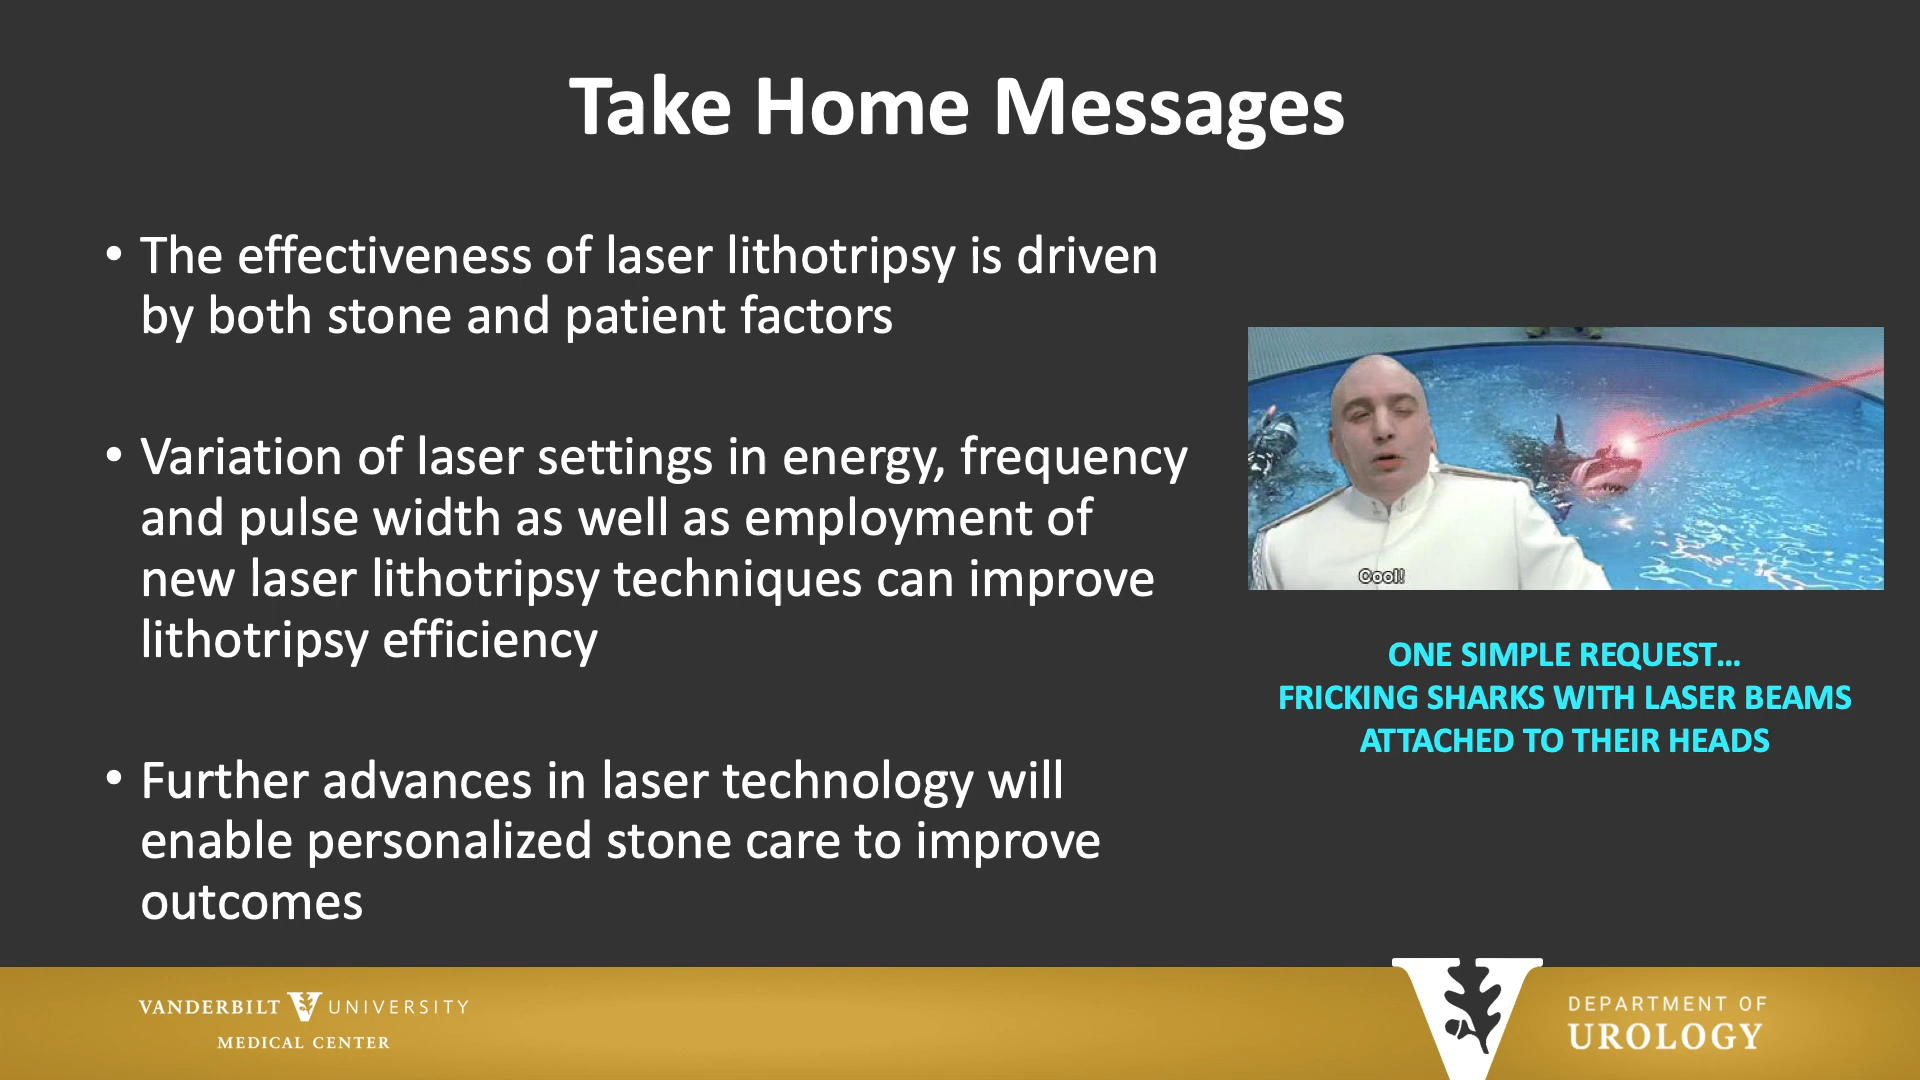 Take Home Messages
• The effectiveness of laser lithotripsy is driven
by both stone and patient factors
• Variation of laser settings in energy, frequency
and pulse width as well as employment of
new laser lithotripsy techniques can improve
lithotripsy efficiency
• Further advances in laser technology will
enable personalized stone care to improve
outcomes
Cool!
ONE SIMPLE REQUEST...
FRICKING SHARKS WITH LASER BEAMS
ATTACHED TO THEIR HEADS
VANDERBILT V UNIVERSITY
MEDICAL CENTER
V
DEPARTMENT OF
UROLOGY